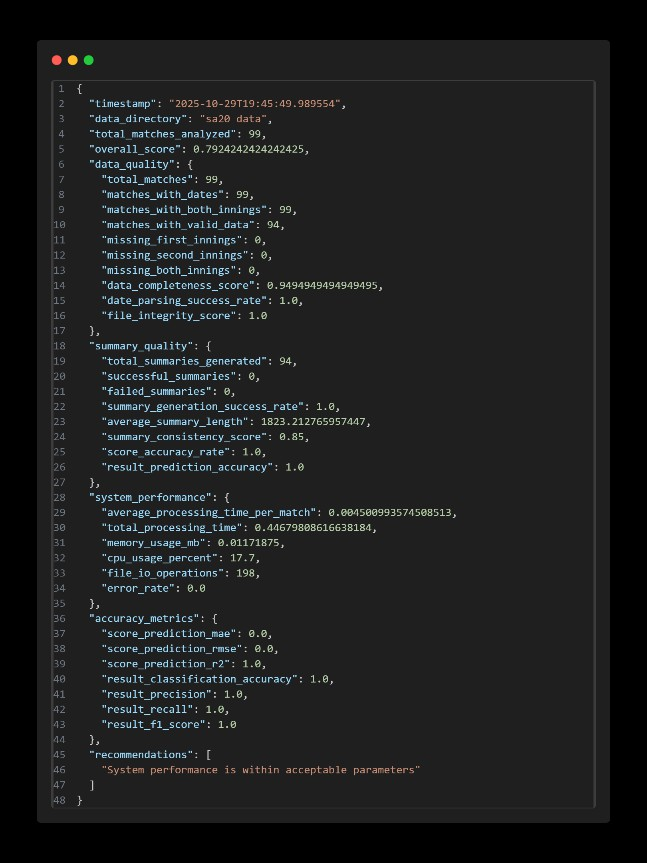 1 {
2 "timestamp": "2025-10-29T19:45:49.989554",
3 "data_directory": "sa20 data",
4 "total_matches_analyzed": 99,
5 "overall_score": 0.7924242424242425,
6 "data_quality": {
7 "total_matches": 99,
8 "matches_with_dates": 99,
9 "matches_with_both_innings": 99,
10 "matches_with_valid_data": 94,
11 "missing_first_innings": 0,
12 "missing_second_innings": 0,
13 "missing_both_innings": 0,
14 "data_completeness_score": 0.9494949494949495,
15 "date_parsing_success_rate": 1.0,
16 "file_integrity_score": 1.0
17 },
18 "summary_quality": {
19 "total_summaries_generated": 94,
20 "successful_summaries": 0,
21 "failed_summaries": 0,
22 "summary_generation_success_rate": 1.0,
23 "average_summary_length": 1823.212765957447,
24 "summary_consistency_score": 0.85,
25 "score_accuracy_rate": 1.0,
26 "result_prediction_accuracy": 1.0
27 },
28 "system_performance": {
29 "average_processing_time_per_match": 0.004500993574508513,
30 "total_processing_time": 0.44679808616638184,
31 "memory_usage_mb": 0.01171875,
32 "cpu_usage_percent": 17.7,
33 "file_io_operations": 198,
34 "error_rate": 0.0
35 },
36 "accuracy_metrics": {
37 "score_prediction_mae": 0.0,
38 "score_prediction_rmse": 0.0,
39 "score_prediction_r2": 1.0,
40 "result_classification_accuracy": 1.0,
41 "result_precision": 1.0,
42 "result_recall": 1.0,
43 "result_f1_score": 1.0
44 },
45 "recommendations": [
46 "System performance is within acceptable parameters"
47 ]
48 }